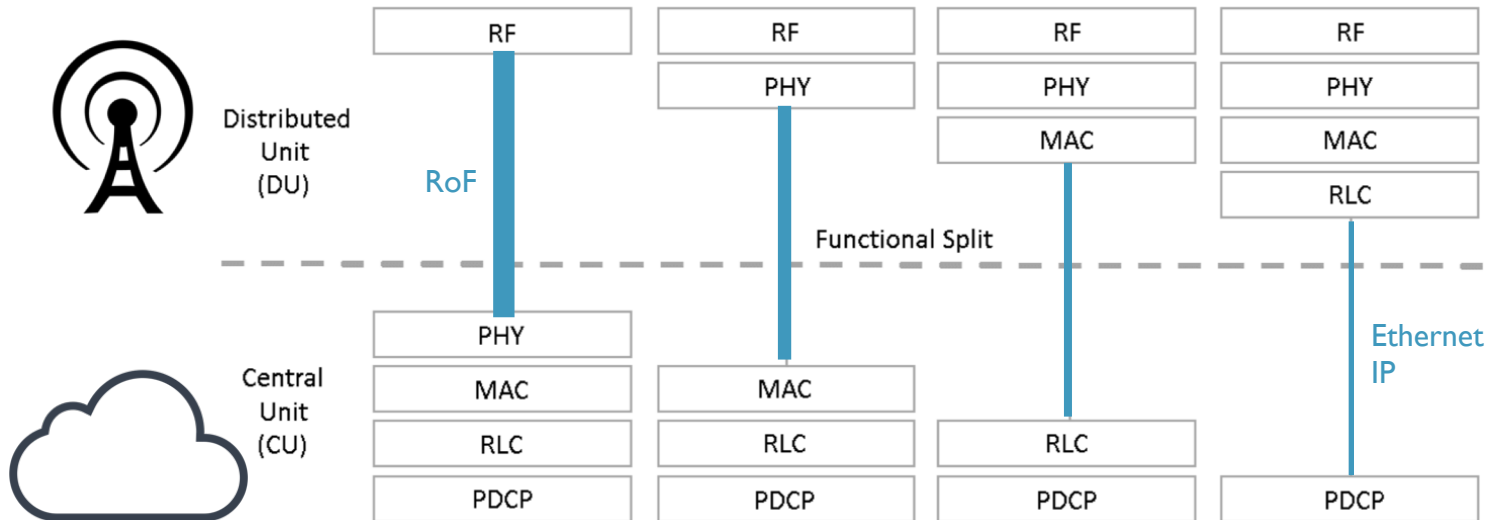 RF
RF
RF
RF
PHY
PHY
PHY
Distributed
Unit
(DU)
MAC
MAC
RoF
RLC
Functional Split
PHY
Ethernet
IP
Central
Unit
(CU)
MAC
MAC
RLC
RLC
RLC
PDCP
PDCP
PDCP
PDCP